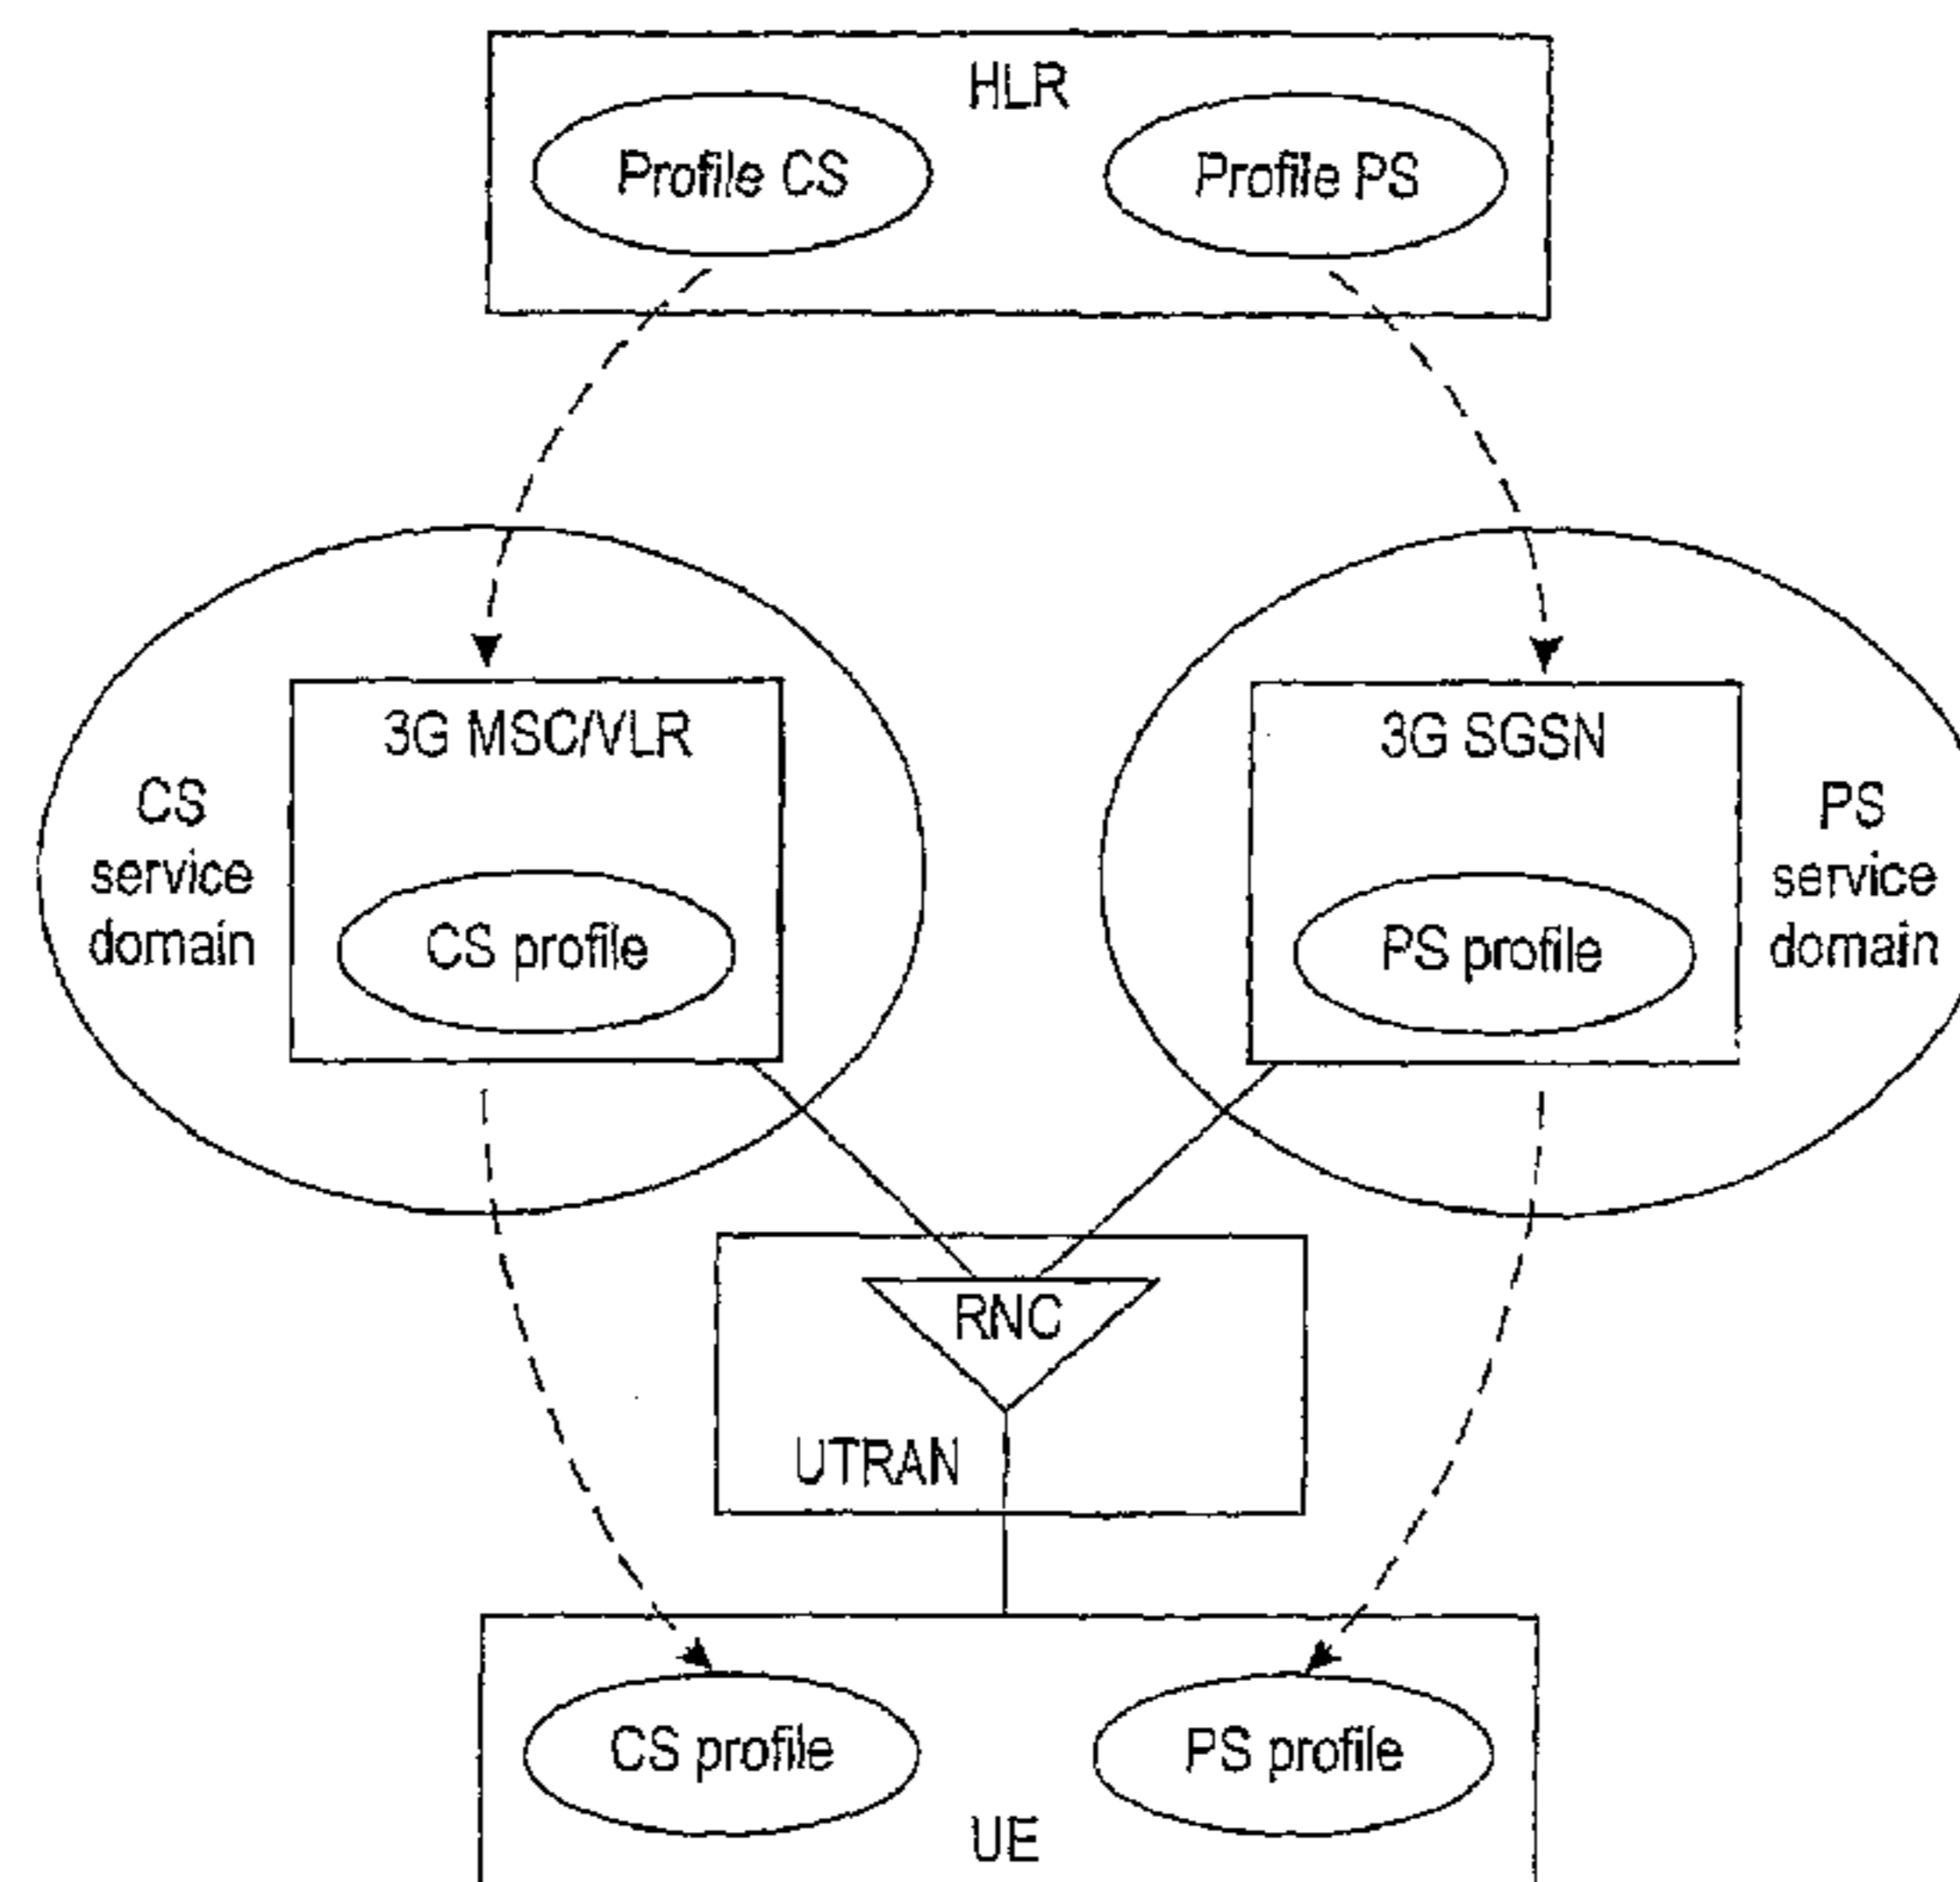 HLR
Profile CS
Profile PS
3G MSC/VLR
3G SGSN
CS
service
domain
PS
service
domain
CS profile
PS profile
RNC
UTRAN
CS profile
PS profile
UE